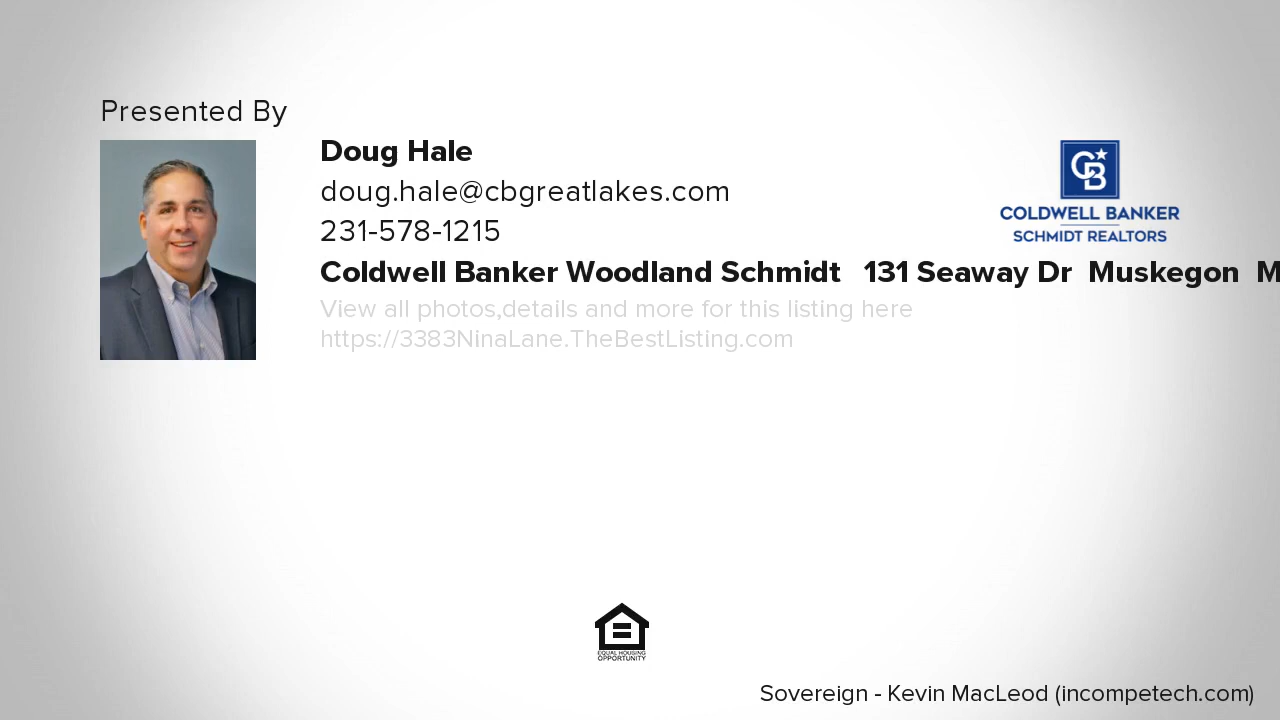 Presented By
Doug Hale
doug.hale@cbgreatlakes.com
231-578-1215
CB
COLDWELL BANKER
SCHMIDT REALTORS
Coldwell Banker Woodland Schmidt 131 Seaway Dr Muskegon M
View all photos,details and more for this listing here
https://3383NinaLane.TheBestListing.com
EQUAL HOUSING
OPPORTUNITY
Sovereign - Kevin MacLeod (incompetech.com)